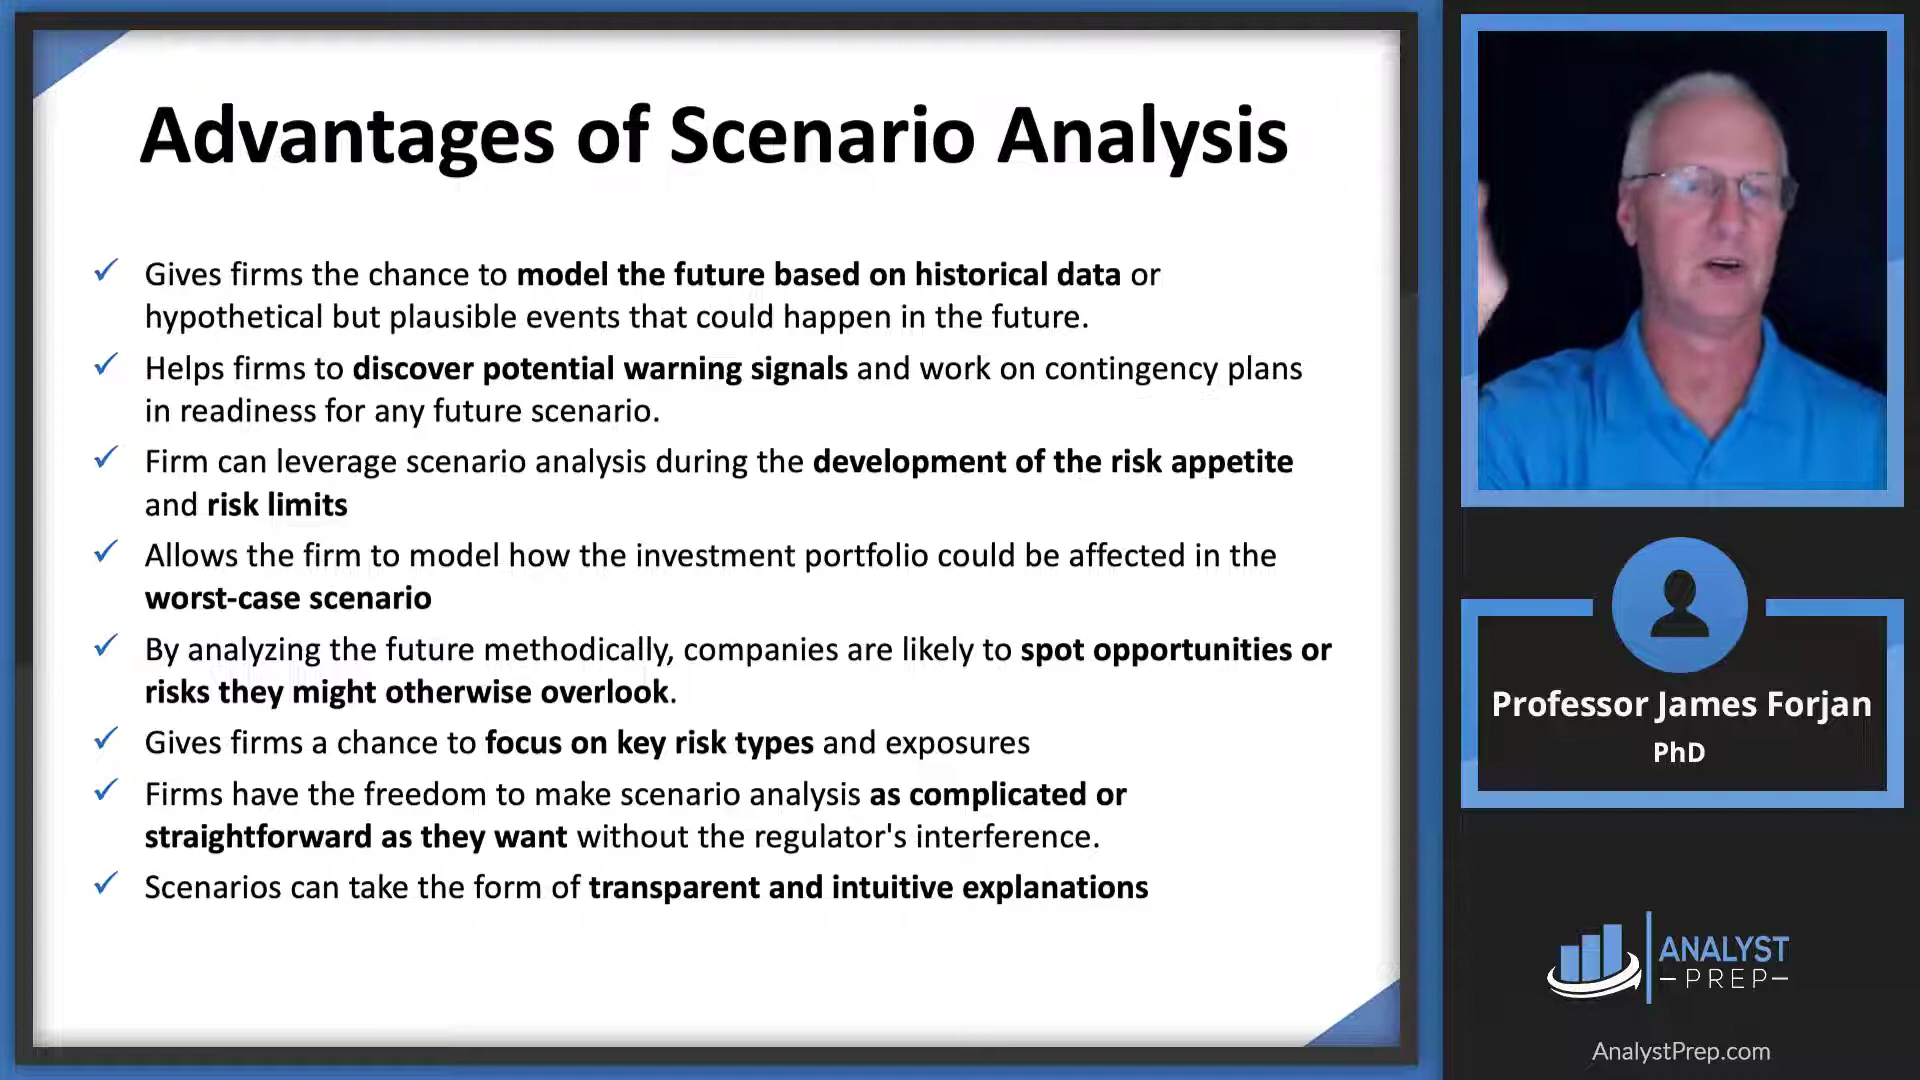 Advantages of Scenario Analysis
Gives firms the chance to model the future based on historical data or
hypothetical but plausible events that could happen in the future.
Helps firms to discover potential warning signals and work on contingency plans
in readiness for any future scenario.
Firm can leverage scenario analysis during the development of the risk appetite
and risk limits
Allows the firm to model how the investment portfolio could be affected in the
worst-case scenario
By analyzing the future methodically, companies are likely to spot opportunities or
risks they might otherwise overlook.
Gives firms a chance to focus on key risk types and exposures
Firms have the freedom to make scenario analysis as complicated or
straightforward as they want without the regulator's interference.
Scenarios can take the form of transparent and intuitive explanations
Professor James Forjan
PhD
ANALYST
PREP
AnalystPrep.com